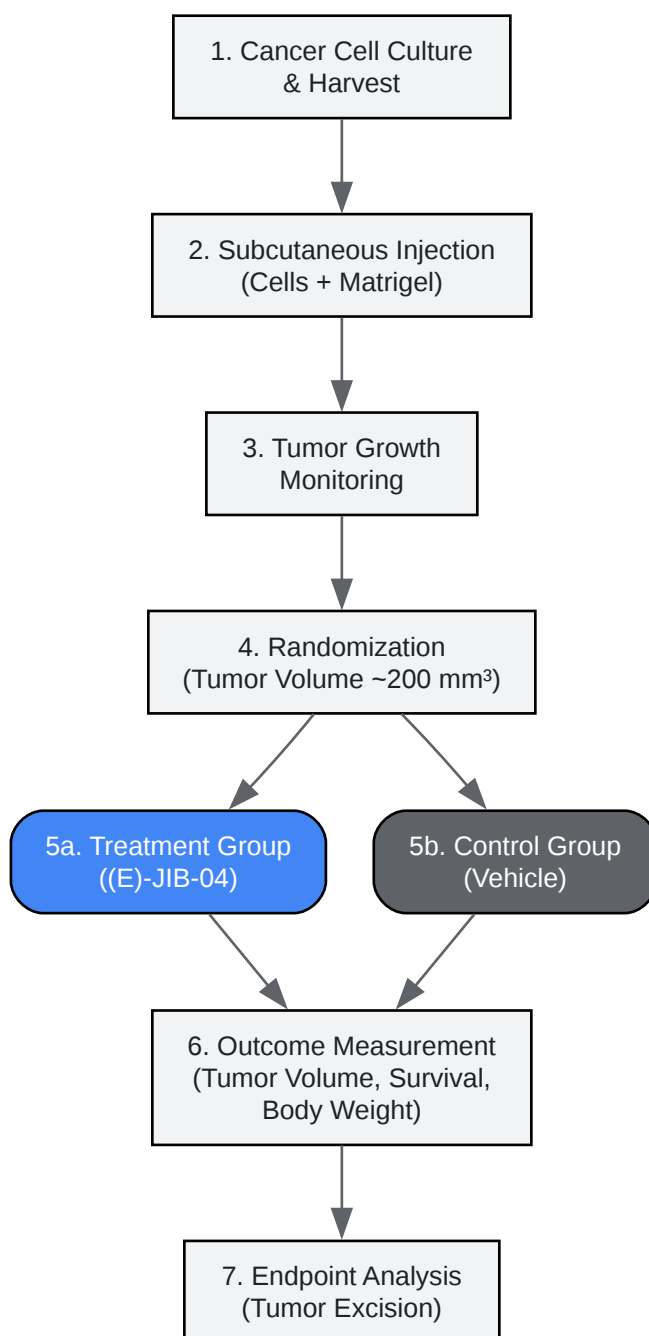 1. Cancer Cell Culture
& Harvest
2. Subcutaneous Injection
(Cells + Matrigel)
3. Tumor Growth
Monitoring
4. Randomization
(Tumor Volume ~200 mm³)
5a. Treatment Group
((E)-JIB-04)
5b. Control Group
(Vehicle)
6. Outcome Measurement
(Tumor Volume, Survival,
Body Weight)
7. Endpoint Analysis
(Tumor Excision)